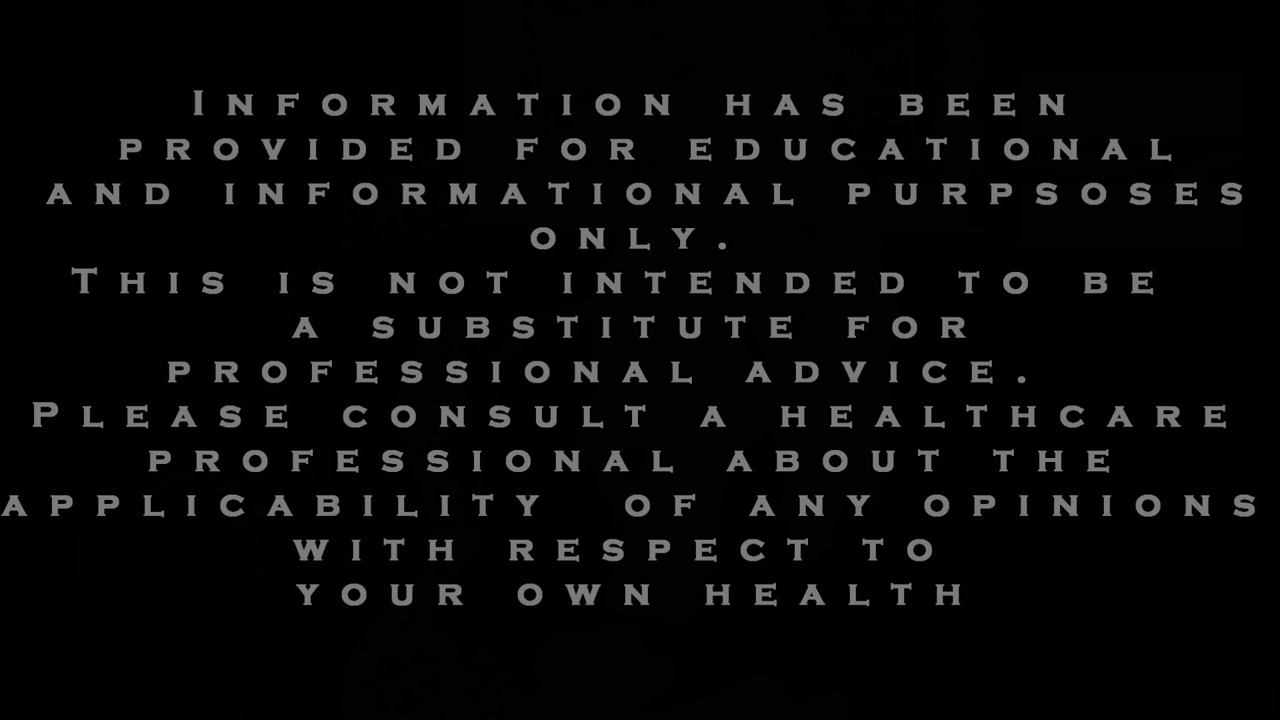 Information has been
provided for educational
and informational purpsoses
only.
This is not intended to be
a substitute for
professional advice.
Please consult a healthcare
professional about the
applicability of any opinions
with respect to
your own health